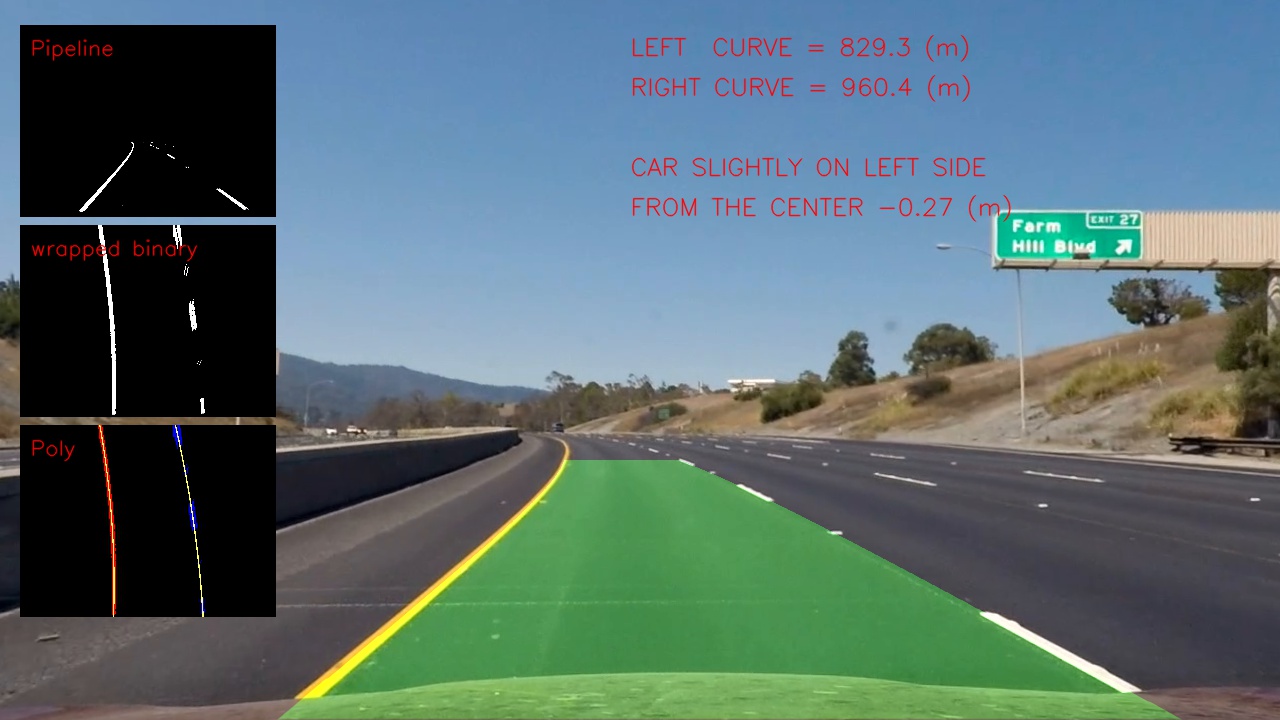 Pipeline
wrapped binary
Poly
LEFT CURVE = 829.3 (m)
RIGHT CURVE = 960.4 (m)
CAR SLIGHTLY ON LEFT SIDE
FROM THE CENTER -0.27 (m)
EXIT 27
Farm
Hill Blvd